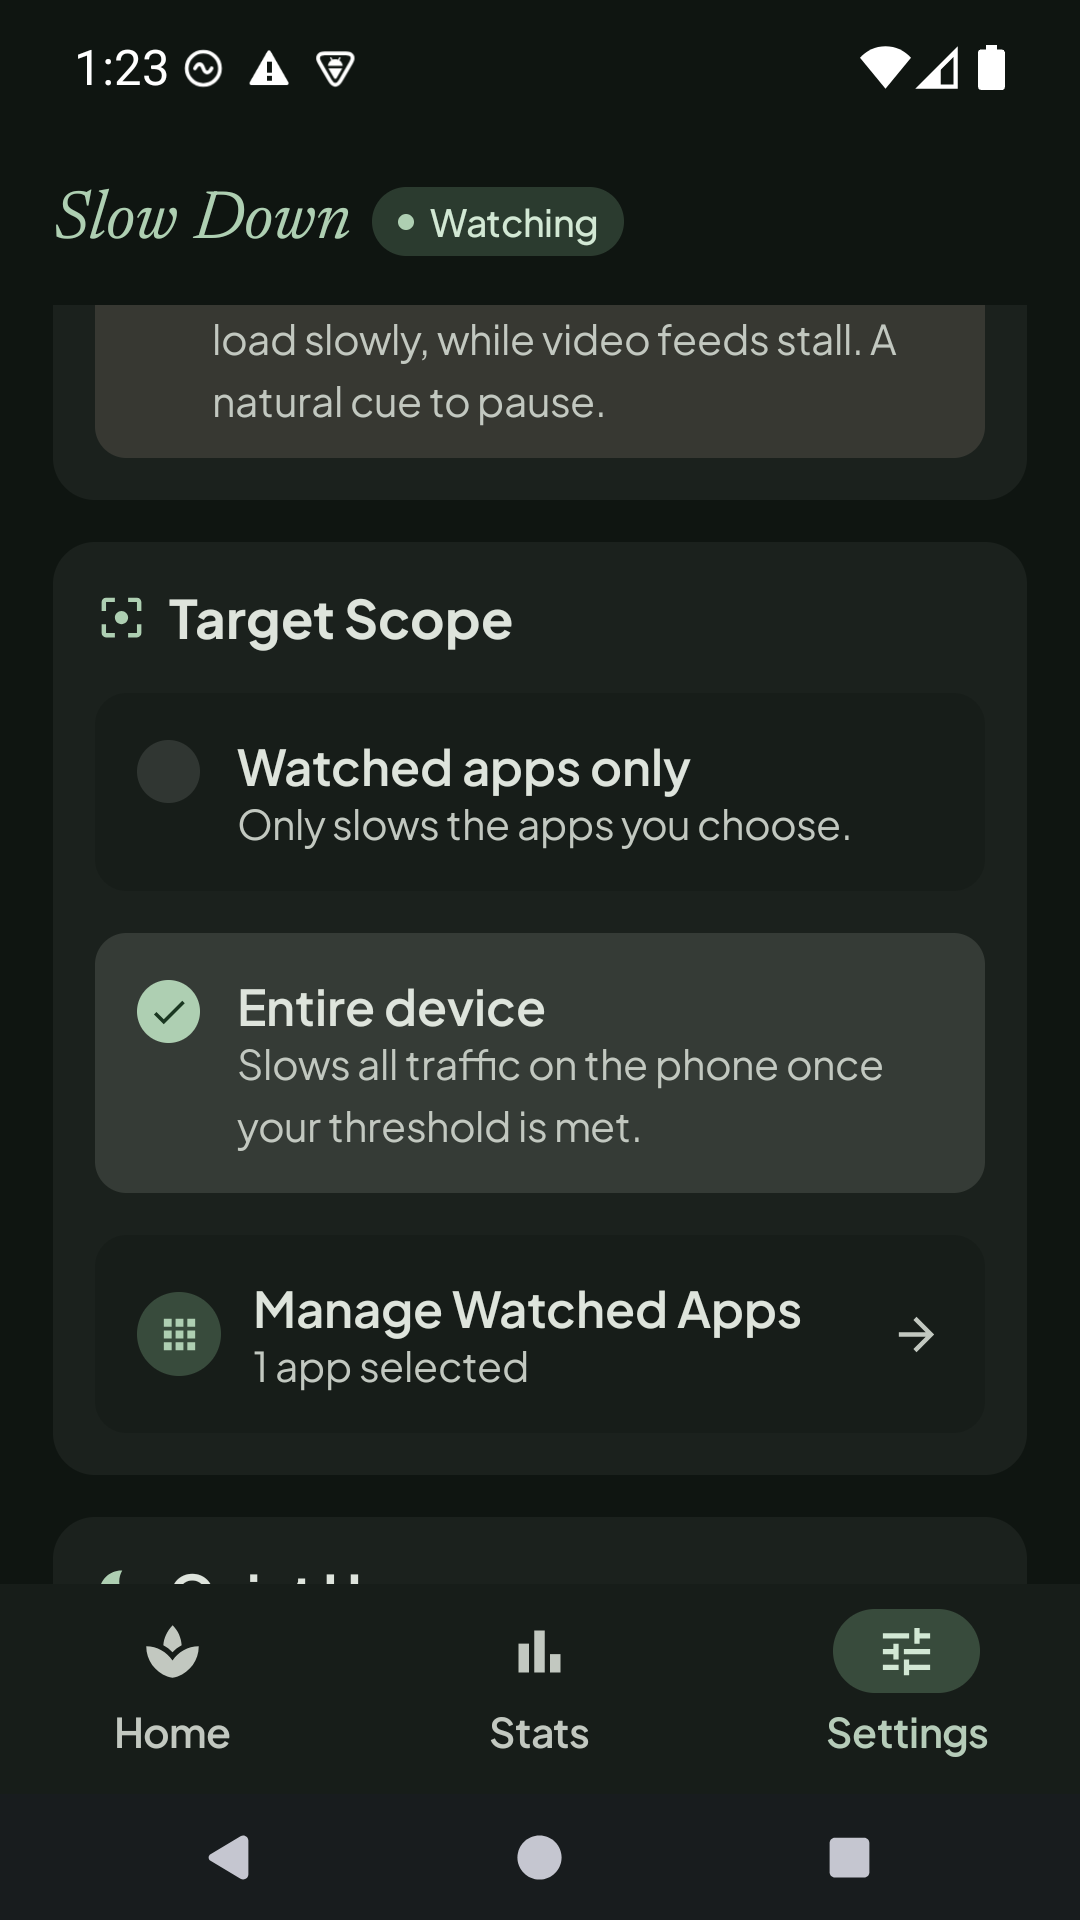 1:23
Slow Down
Watching
load slowly, while video feeds stall. A
natural cue to pause.
Target Scope
Watched apps only
Only slows the apps you choose.
Entire device
Slows all traffic on the phone once
your threshold is met.
Manage Watched Apps
1 app selected
Home
Stats
Settings